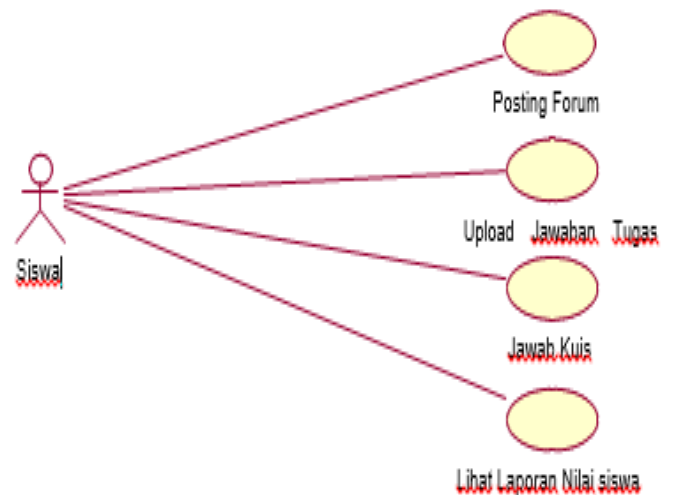 Posting Forum
Upload Jawaban Tugas
Siswa
Jawab Kuis
Lihat Laporan Nilai siswa